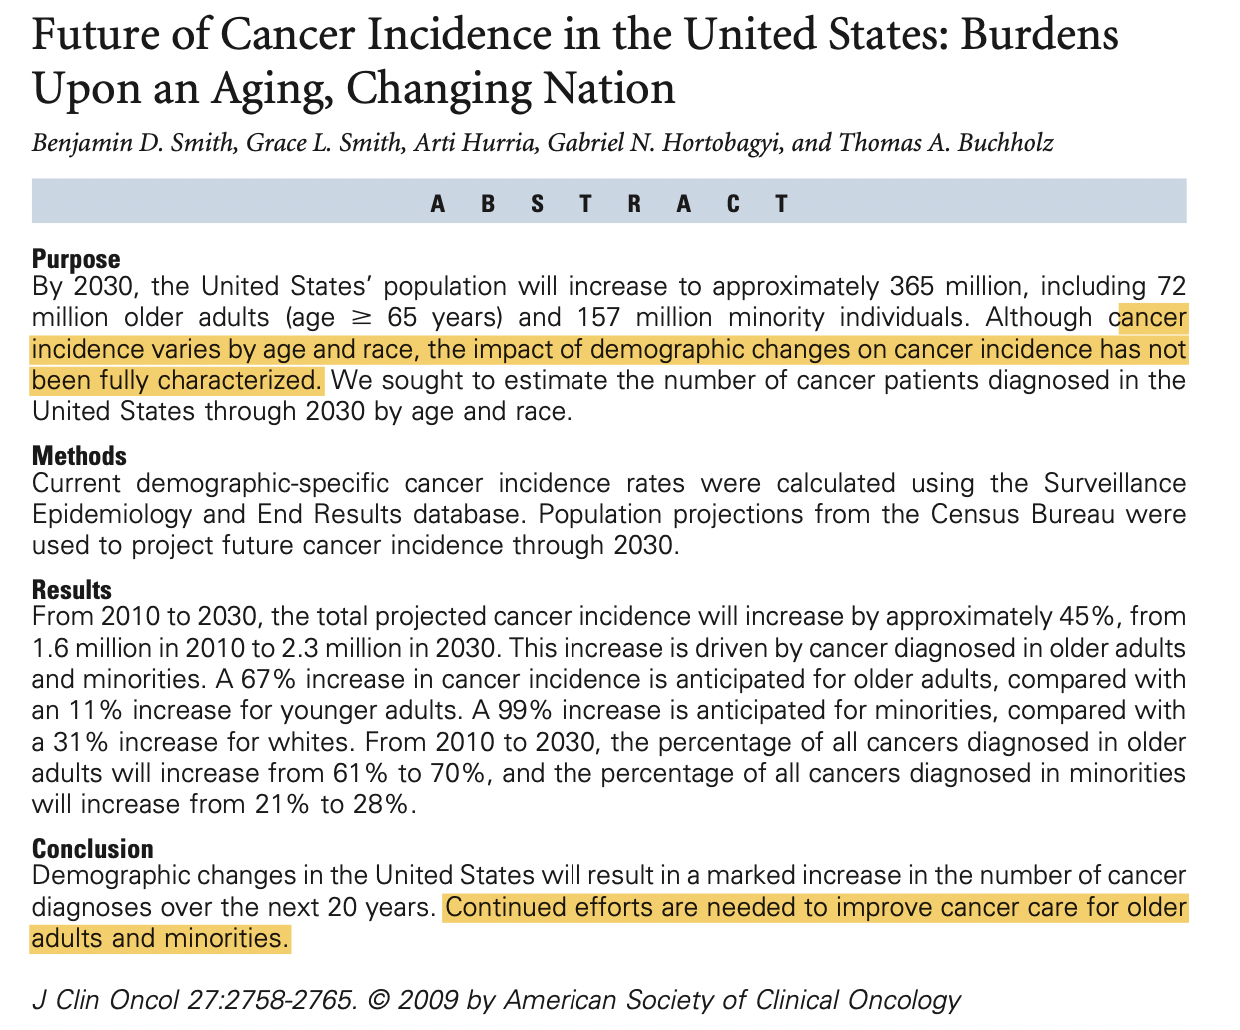 Future of Cancer Incidence in the United States: Burdens
Upon an Aging, Changing Nation
Benjamin D. Smith, Grace L. Smith, Arti Hurria, Gabriel N. Hortobagyi, and Thomas A. Buchholz
A B S T R A C T
Purpose
By 2030, the United States’ population will increase to approximately 365 million, including 72
million older adults (age ≥ 65 years) and 157 million minority individuals. Although cancer
incidence varies by age and race, the impact of demographic changes on cancer incidence has not
been fully characterized. We sought to estimate the number of cancer patients diagnosed in the
United States through 2030 by age and race.
Methods
Current demographic-specific cancer incidence rates were calculated using the Surveillance
Epidemiology and End Results database. Population projections from the Census Bureau were
used to project future cancer incidence through 2030.
Results
From 2010 to 2030, the total projected cancer incidence will increase by approximately 45%, from
1.6 million in 2010 to 2.3 million in 2030. This increase is driven by cancer diagnosed in older adults
and minorities. A 67% increase in cancer incidence is anticipated for older adults, compared with
an 11% increase for younger adults. A 99% increase is anticipated for minorities, compared with
a 31% increase for whites. From 2010 to 2030, the percentage of all cancers diagnosed in older
adults will increase from 61% to 70%, and the percentage of all cancers diagnosed in minorities
will increase from 21% to 28%.
Conclusion
Demographic changes in the United States will result in a marked increase in the number of cancer
diagnoses over the next 20 years. Continued efforts are needed to improve cancer care for older
adults and minorities.
J Clin Oncol 27:2758-2765. © 2009 by American Society of Clinical Oncology